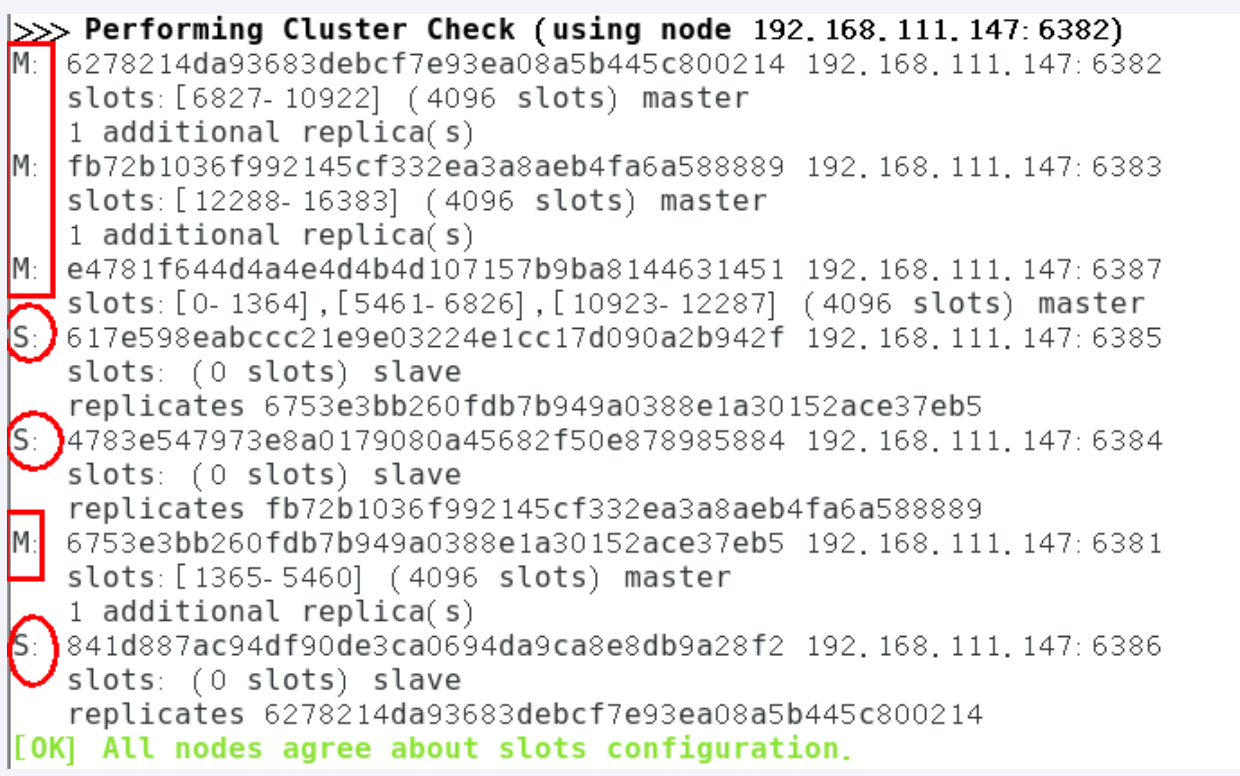 >>> Performing Cluster Check (using node 192.168.111.147:6382)
M: 6278214da93683debcf7e93ea08a5b445c800214 192.168.111.147:6382
slots:[6827-10922] (4096 slots) master
1 additional replica(s)
M: fb72b1036f992145cf332ea3a8aeb4fa6a588889 192.168.111.147:6383
slots:[12288-16383] (4096 slots) master
1 additional replica(s)
M: e4781f644d4a4e4d4b4d107157b9ba8144631451 192.168.111.147:6387
slots:[0-1364],[5461-6826],[10923-12287] (4096 slots) master
S: 617e598eabccc21e9e03224e1cc17d090a2b942f 192.168.111.147:6385
slots: (0 slots) slave
replicates 6753e3bb260fdb7b949a0388e1a30152ace37eb5
S: 4783e547973e8a0179080a45682f50e878985884 192.168.111.147:6384
slots: (0 slots) slave
replicates fb72b1036f992145cf332ea3a8aeb4fa6a588889
M: 6753e3bb260fdb7b949a0388e1a30152ace37eb5 192.168.111.147:6381
slots:[1365-5460] (4096 slots) master
1 additional replica(s)
S: 841d887ac94df90de3ca0694da9ca8e8db9a28f2 192.168.111.147:6386
slots: (0 slots) slave
replicates 6278214da93683debcf7e93ea08a5b445c800214
[OK] All nodes agree about slots configuration.